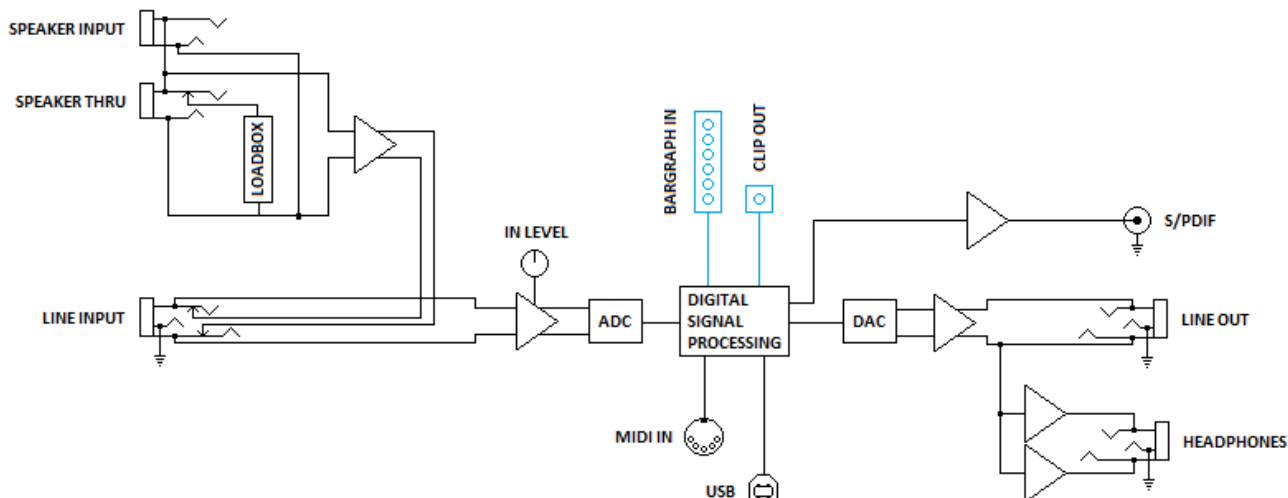 SPEAKER INPUT
SPEAKER THRU
LOADBOX
BARGRAPH IN
CLIP OUT
IN LEVEL
S/PDIF
LINE INPUT
ADC
DIGITAL
SIGNAL
PROCESSING
DAC
LINE OUT
MIDI IN
HEADPHONES
USB